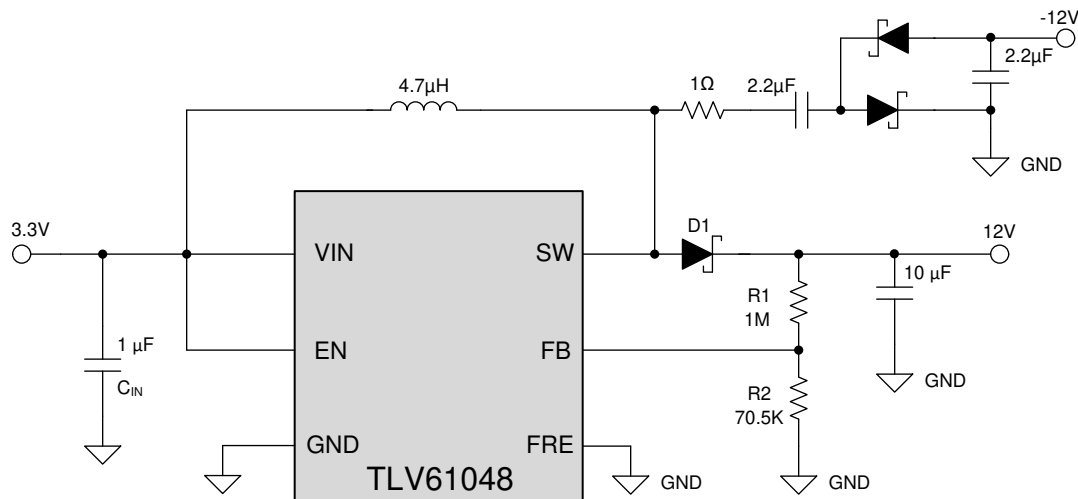 -12V
2.2µF
4.7µH
1Ω
2.2µF
GND
3.3V
D1
12V
VIN
SW
10 µF
R1
1M
1 µF
CIN
EN
FB
GND
R2
70.5K
GND
FRE
GND
GND
TLV61048